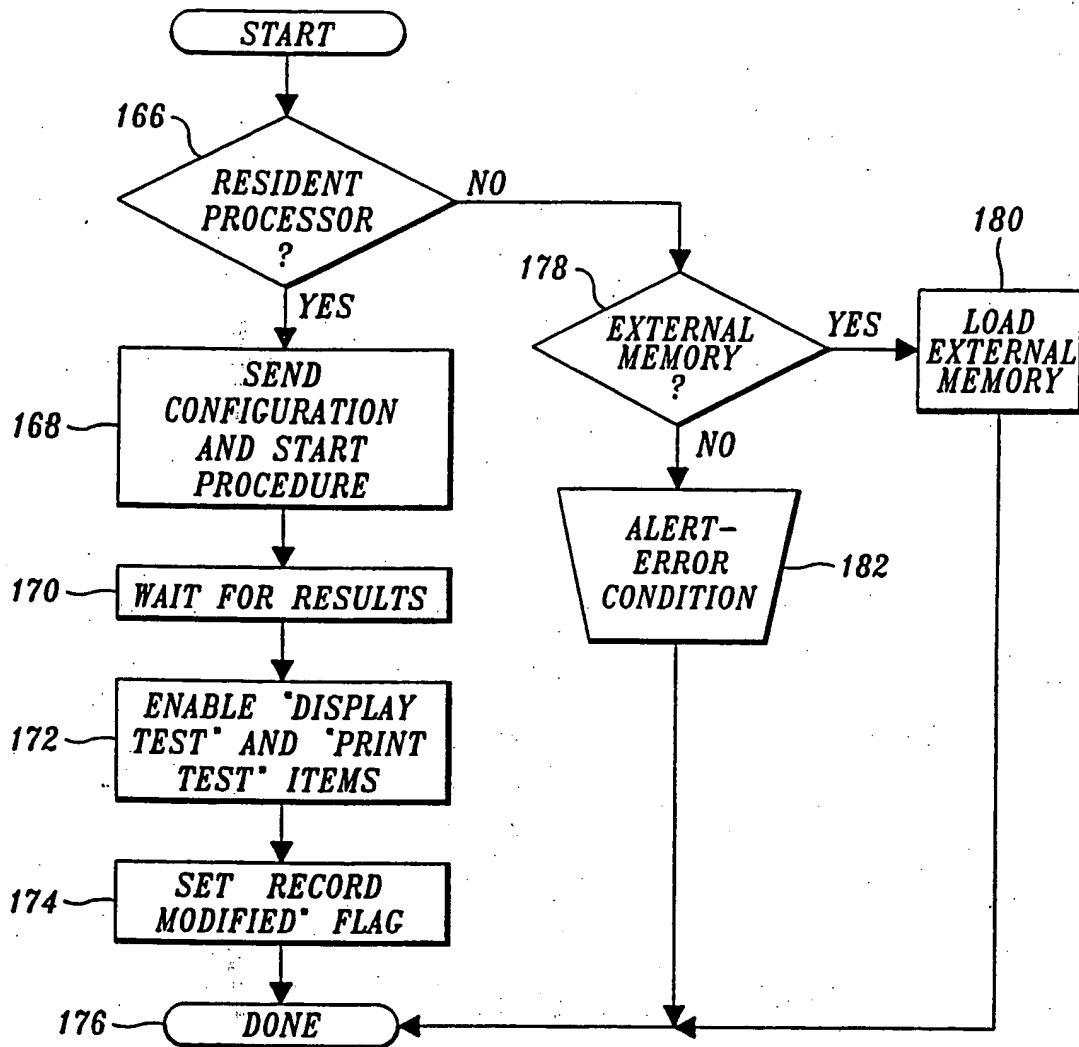 START
166
RESIDENT
PROCESSOR
?
NO
YES
178
EXTERNAL
MEMORY
?
YES
180
LOAD
EXTERNAL
MEMORY
168
SEND
CONFIGURATION
AND START
PROCEDURE
NO
ALERT-
ERROR
CONDITION
182
170
WAIT FOR RESULTS
172
ENABLE "DISPLAY
TEST" AND "PRINT
TEST" ITEMS
174
SET RECORD
MODIFIED" FLAG
176
DONE